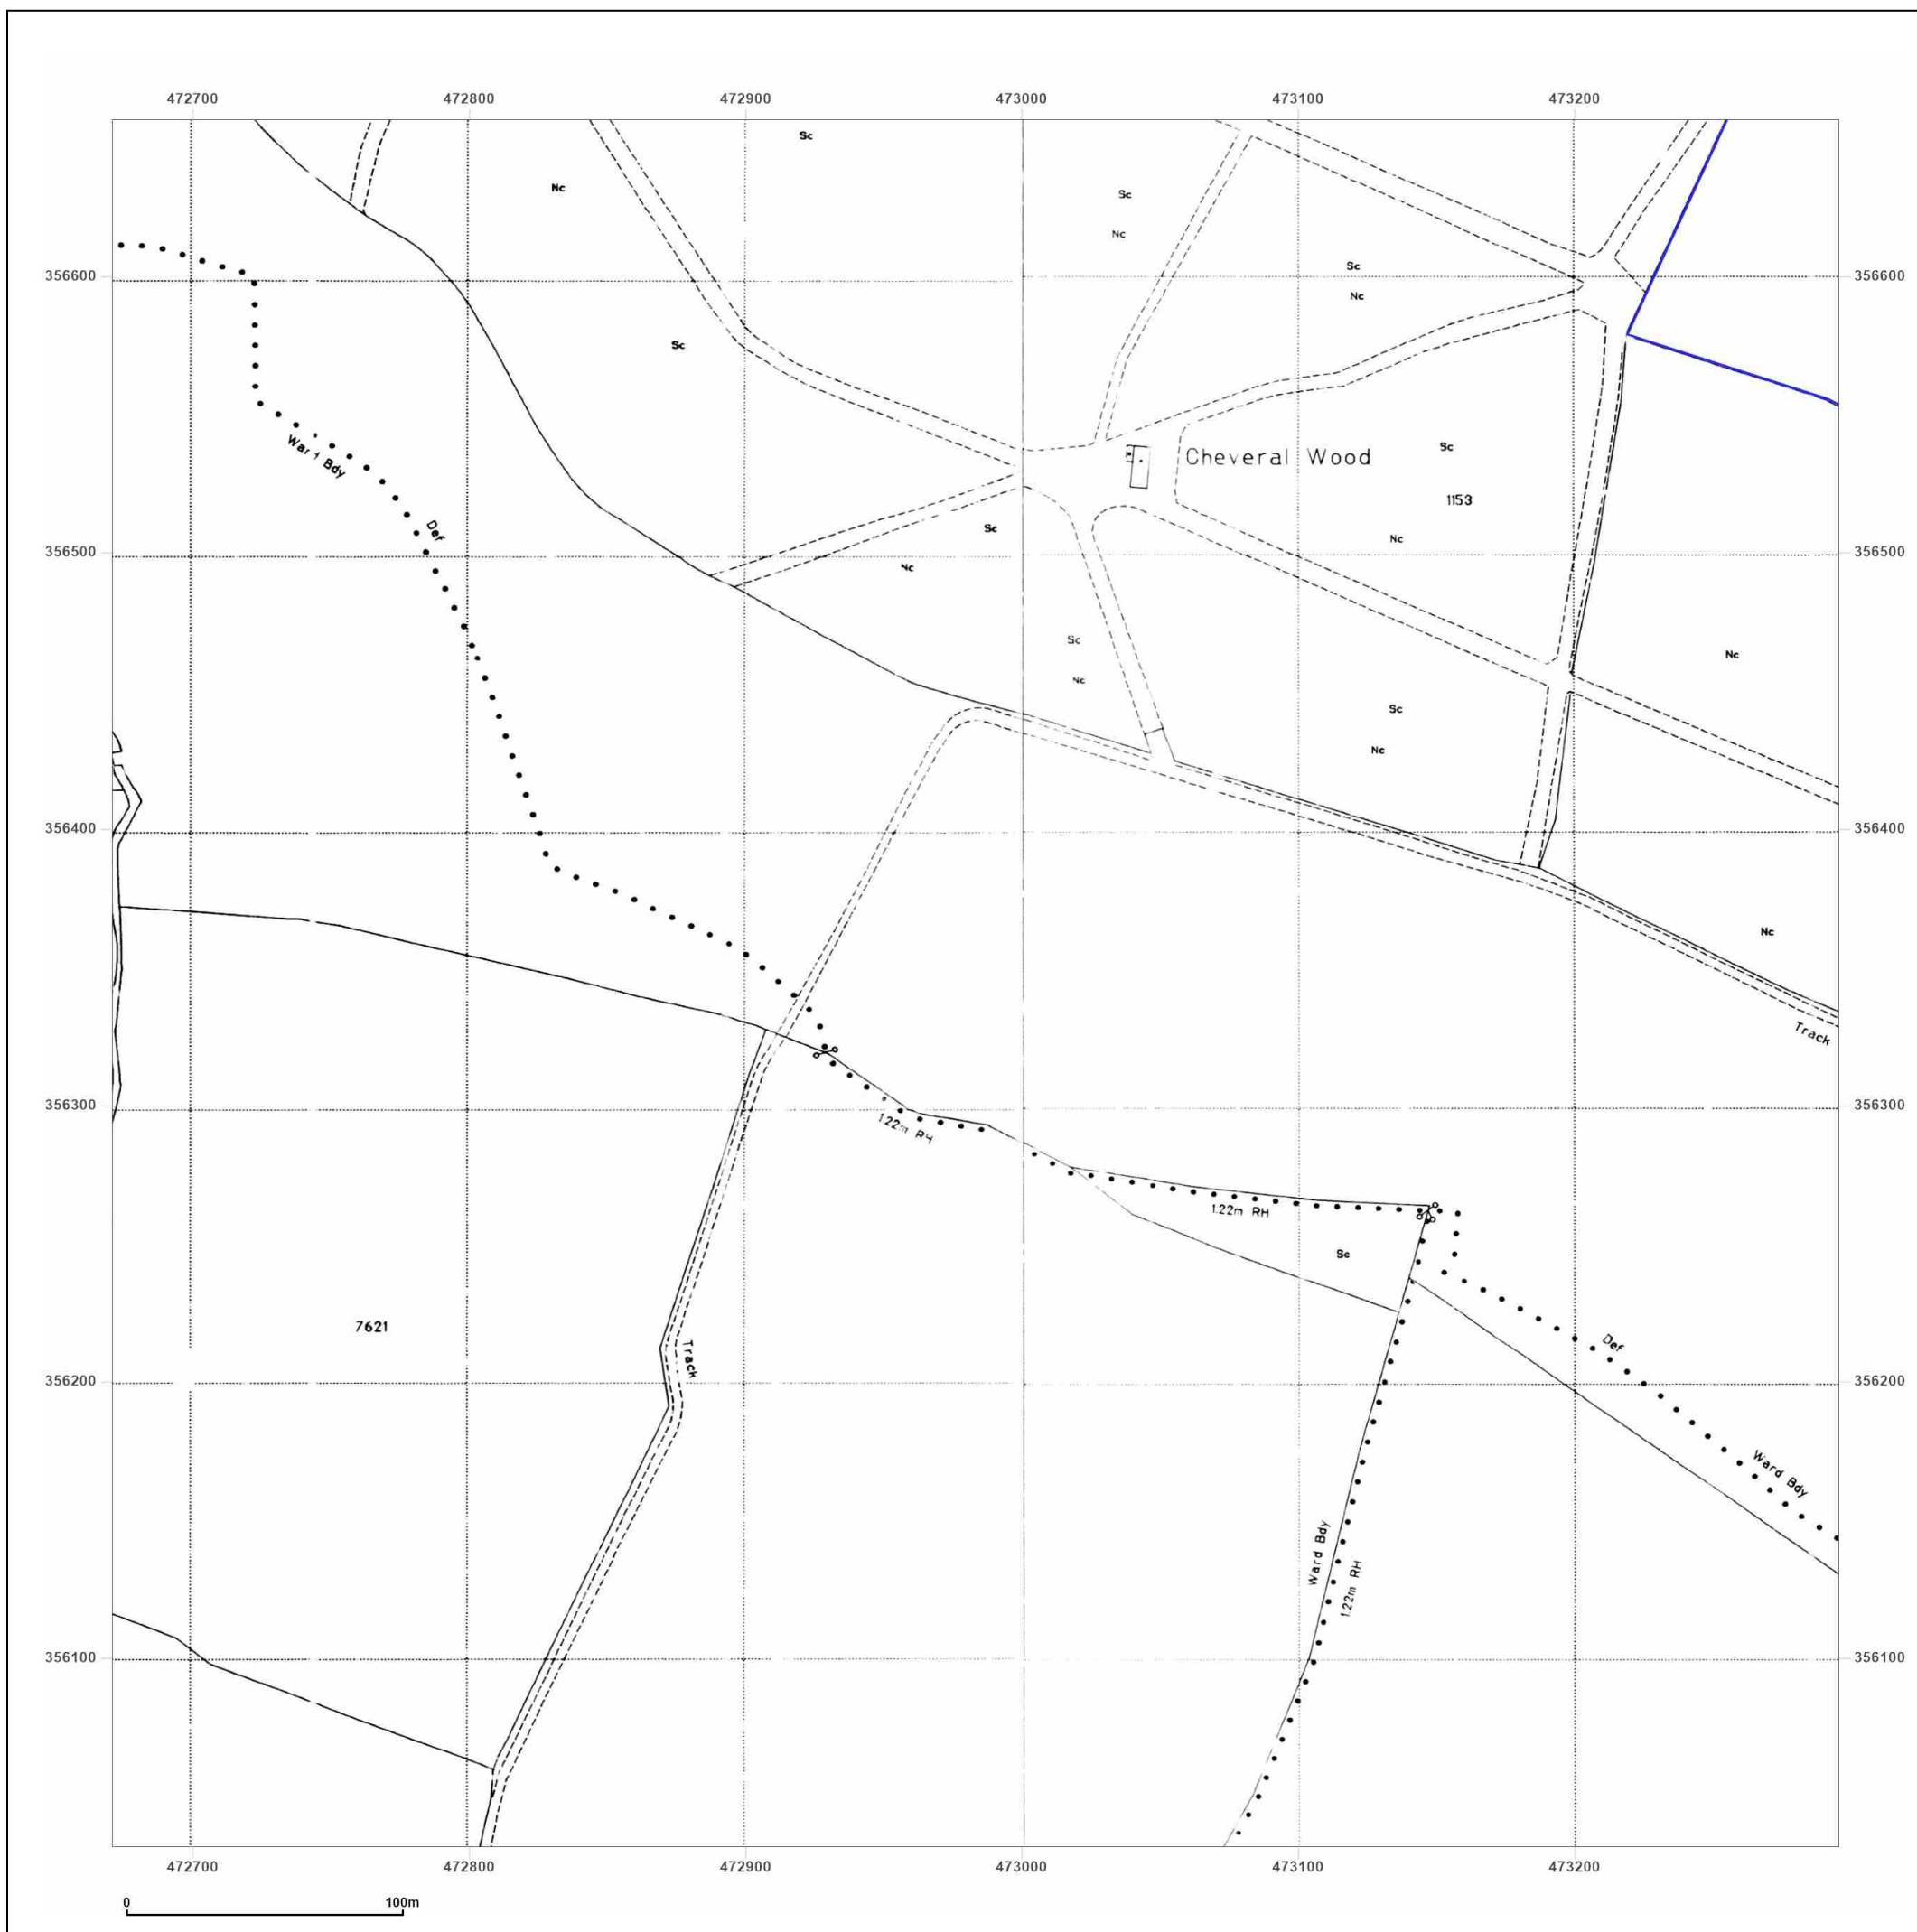 472700 472800 472900 473000 473100 473200
Sc
Nc
Sc
Nc
Sc
356600 356600
Nc
Sc
Ward Bdy
Sc
Cheveral Wood
1153
Def
Sc
Nc
356500 356500
Nc
Sc
Nc
Nc
Sc
Nc
356400 356400
Nc
Track
356300 356300
1.22m RH
1.22m RH
Sc
7621
Def
Track
356200 356200
Ward Bdy
Ward Bdy
1.22m RH
356100 356100
472700 472800 472900 473000 473100 473200
0 100m